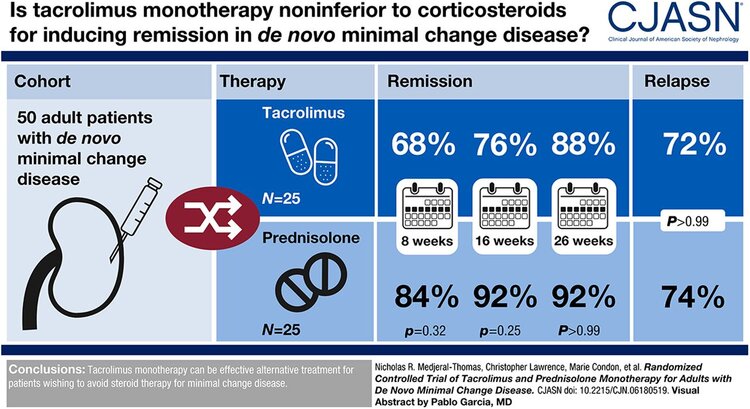 Is tacrolimus monotherapy noninferior to corticosteroids
for inducing remission in de novo minimal change disease?
CJASN
Clinical Journal of American Society of Nephrology
Cohort
Therapy
Remission
Relapse
50 adult patients
with de novo
minimal change
disease
Tacrolimus
N=25
68% 76% 88%
72%
8 weeks
16 weeks
26 weeks
P>0.99
Prednisolone
N=25
84% 92% 92%
p=0.32 p=0.25 P>0.99
74%
Conclusions: Tacrolimus monotherapy can be effective alternative treatment for
patients wishing to avoid steroid therapy for minimal change disease.
Nicholas R. Medjeral-Thomas, Christopher Lawrence, Marie Condon, et al. Randomized
Controlled Trial of Tacrolimus and Prednisolone Monotherapy for Adults with
De Novo Minimal Change Disease. CJASN doi: 10.2215/CJN.06180519. Visual
Abstract by Pablo Garcia, MD